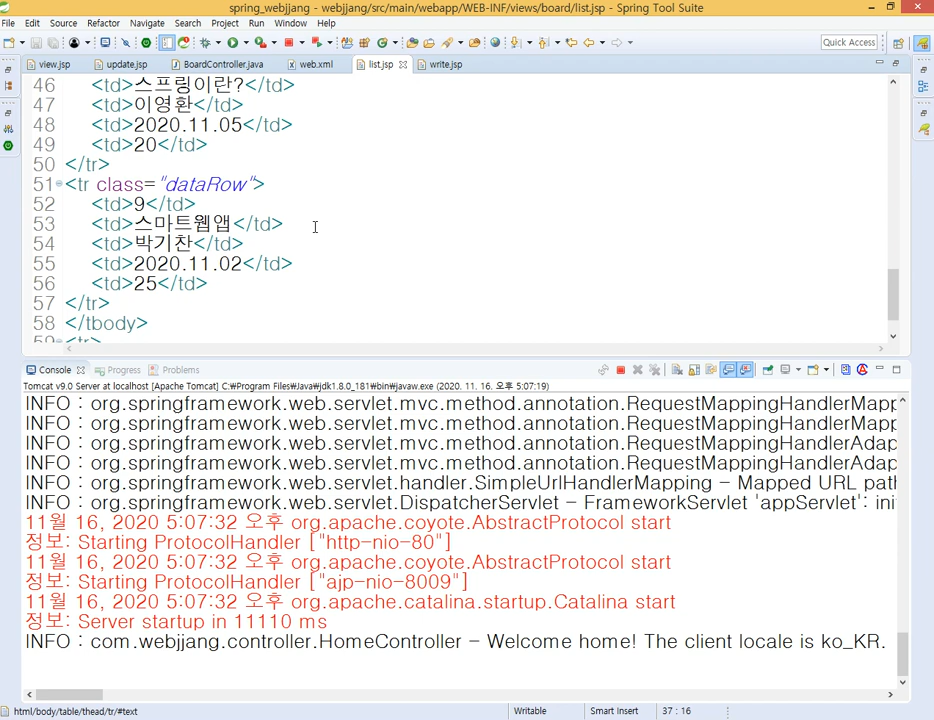 spring_webjjang - webjjang/src/main/webapp/WEB-INF/views/board/list.jsp - Spring Tool Suite
File Edit Source Refactor Navigate Search Project Run Window Help
Quick Access
view.jsp update.jsp BoardController.java web.xml list.jsp write.jsp
46 <td>스프링이란?</td>
47 <td>이영환</td>
48 <td>2020.11.05</td>
49 <td>20</td>
50 </tr>
51 <tr class="dataRow">
52 <td>9</td>
53 <td>스마트웹앱</td>
54 <td>박기찬</td>
55 <td>2020.11.02</td>
56 <td>25</td>
57 </tr>
58 </tbody>
59 <tr>
Console Progress Problems
Tomcat v9.0 Server at localhost [Apache Tomcat] C:₩Program Files₩Java₩jdk1.8.0_181₩bin₩javaw.exe (2020. 11. 16. 오후 5:07:19)
INFO : org.springframework.web.servlet.mvc.method.annotation.RequestMappingHandlerMapp
INFO : org.springframework.web.servlet.mvc.method.annotation.RequestMappingHandlerMapp
INFO : org.springframework.web.servlet.mvc.method.annotation.RequestMappingHandlerAdap
INFO : org.springframework.web.servlet.mvc.method.annotation.RequestMappingHandlerAdap
INFO : org.springframework.web.servlet.handler.SimpleUrlHandlerMapping - Mapped URL pat
INFO : org.springframework.web.servlet.DispatcherServlet - FrameworkServlet 'appServlet': ini
11월 16, 2020 5:07:32 오후 org.apache.coyote.AbstractProtocol start
정보: Starting ProtocolHandler ["http-nio-80"]
11월 16, 2020 5:07:32 오후 org.apache.coyote.AbstractProtocol start
정보: Starting ProtocolHandler ["ajp-nio-8009"]
11월 16, 2020 5:07:32 오후 org.apache.catalina.startup.Catalina start
정보: Server startup in 11110 ms
INFO : com.webjjang.controller.HomeController - Welcome home! The client locale is ko_KR.
html/body/table/thead/tr/#text Writable Smart Insert 37 : 16